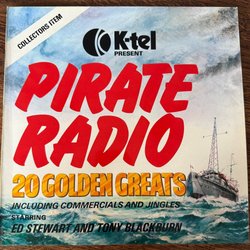 COLLECTORS ITEM
K-tel
PRESENT
PIRATE
RADIO
20 GOLDEN GREATS
INCLUDING COMMERCIALS AND JINGLES
STARRING
ED STEWART AND TONY BLACKBURN